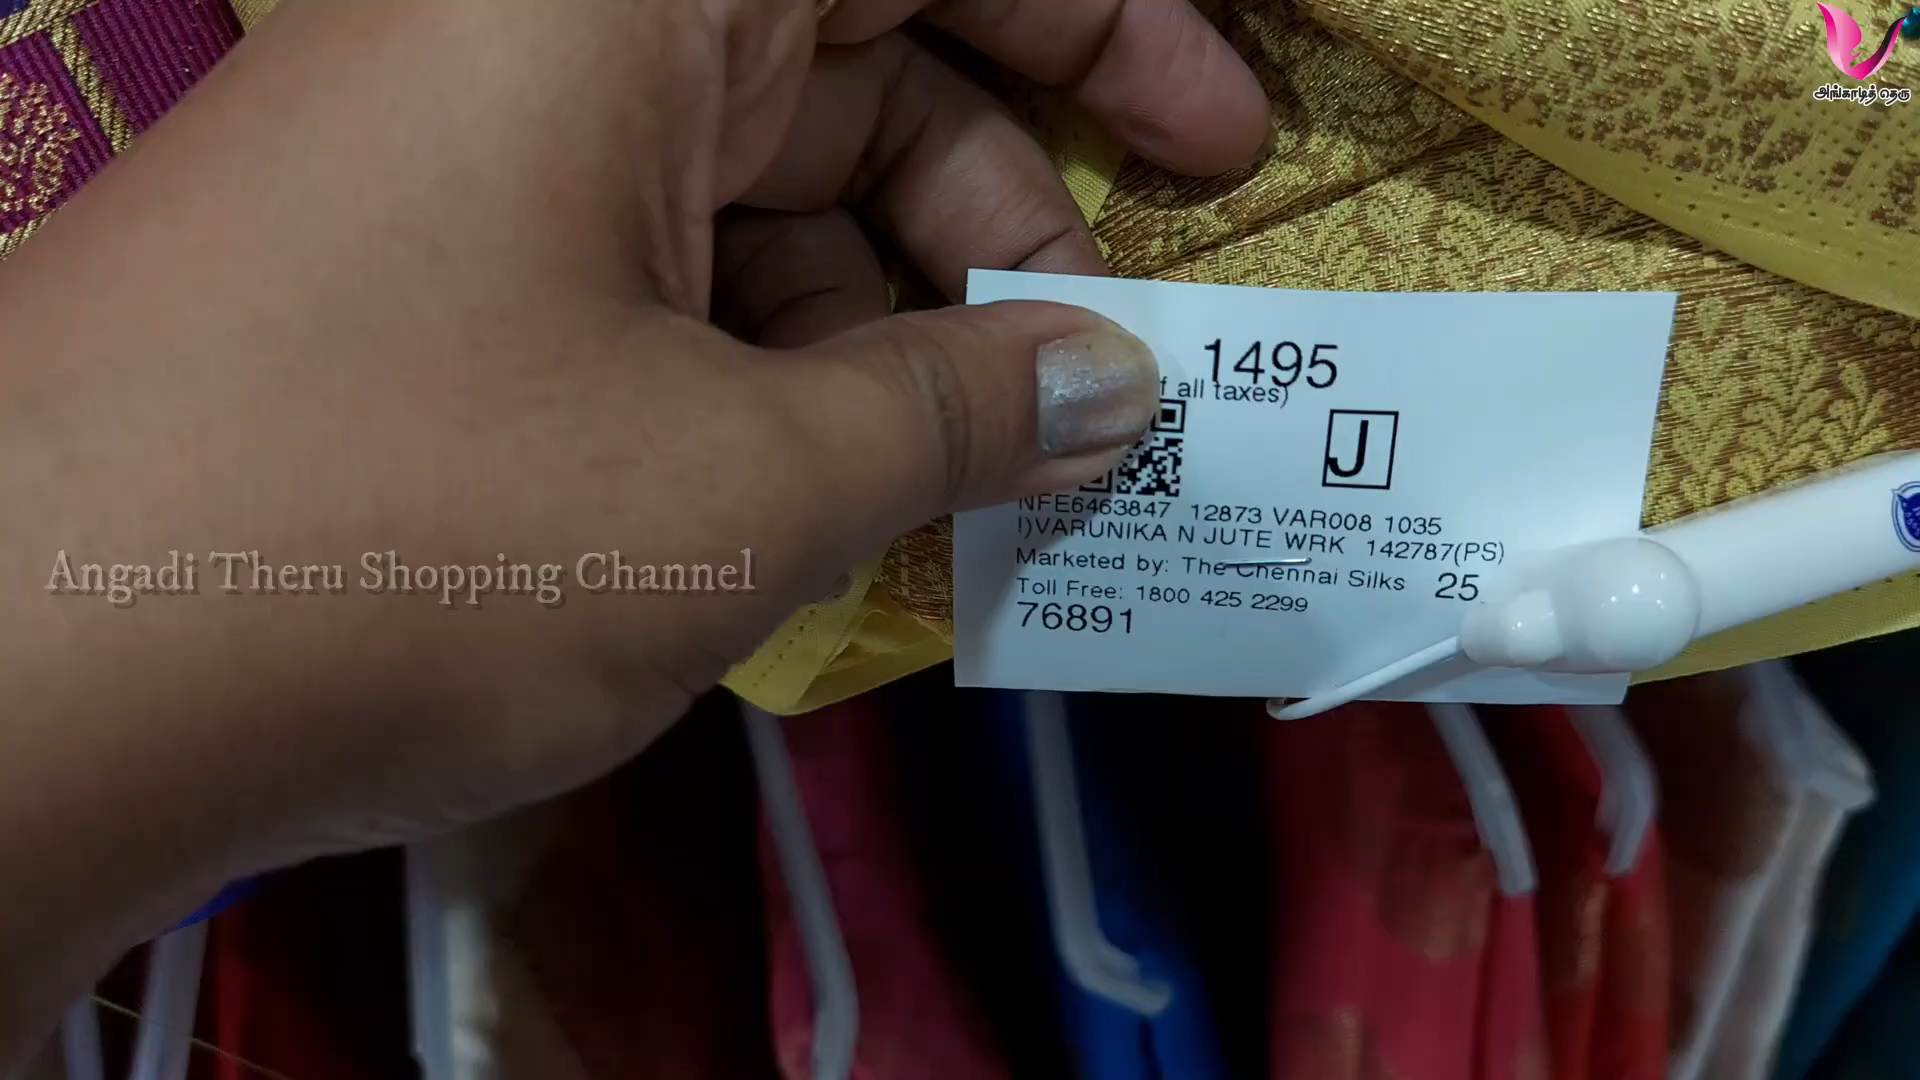 அங்காடித் தெரு
1495
f all taxes)
J
NFE6463847 12873 VAR008 1035
I)VARUNIKA N JUTE WRK 142787(PS)
Marketed by: The Chennai Silks 25
Toll Free: 1800 425 2299
76891
Angadi Theru Shopping Channel